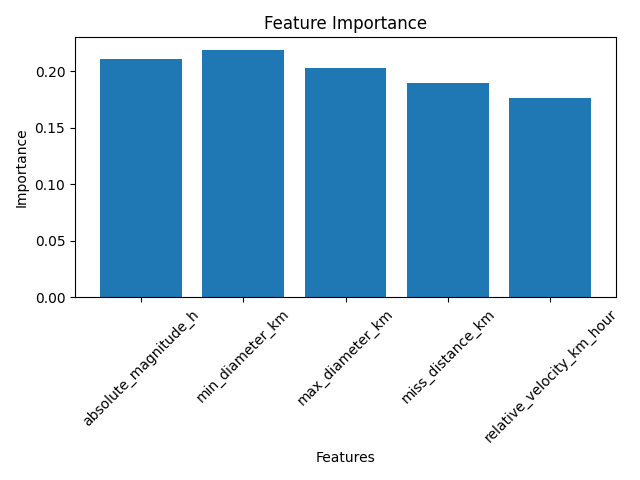 Feature Importance
Importance
0.20
0.15
0.10
0.05
0.00
absolute_magnitude_h
min_diameter_km
max_diameter_km
miss_distance_km
relative_velocity_km_hour
Features